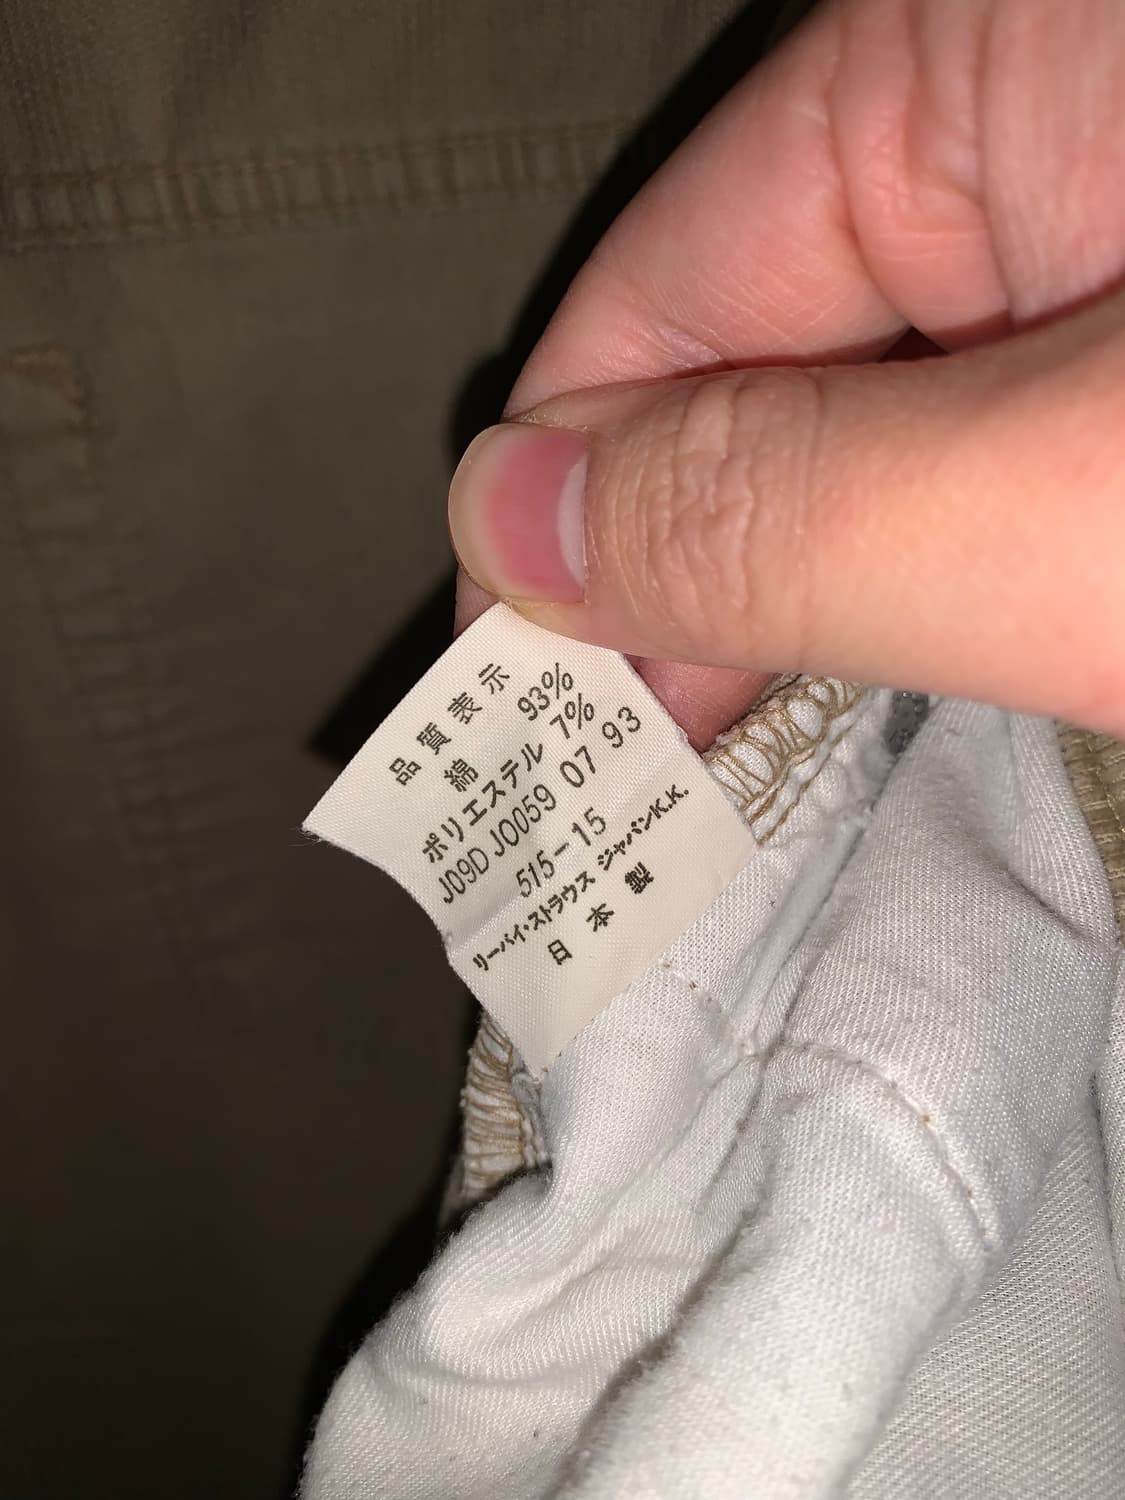 品質表示
綿 93%
ポリエステル 7%
J09D JO059 07 93
515-15
リーバイ・ストラウス ジャパンK.K.
日本製